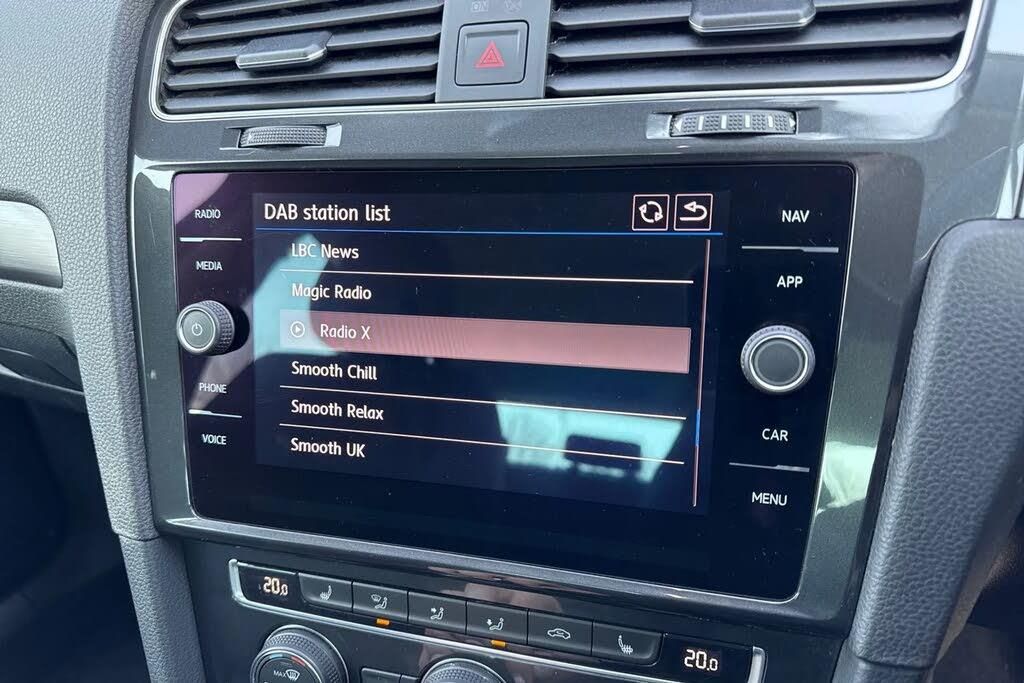 RADIO
MEDIA
PHONE
VOICE
DAB station list
LBC News
Magic Radio
Radio X
Smooth Chill
Smooth Relax
Smooth UK
NAV
APP
CAR
MENU
20.0
20.0
MAX